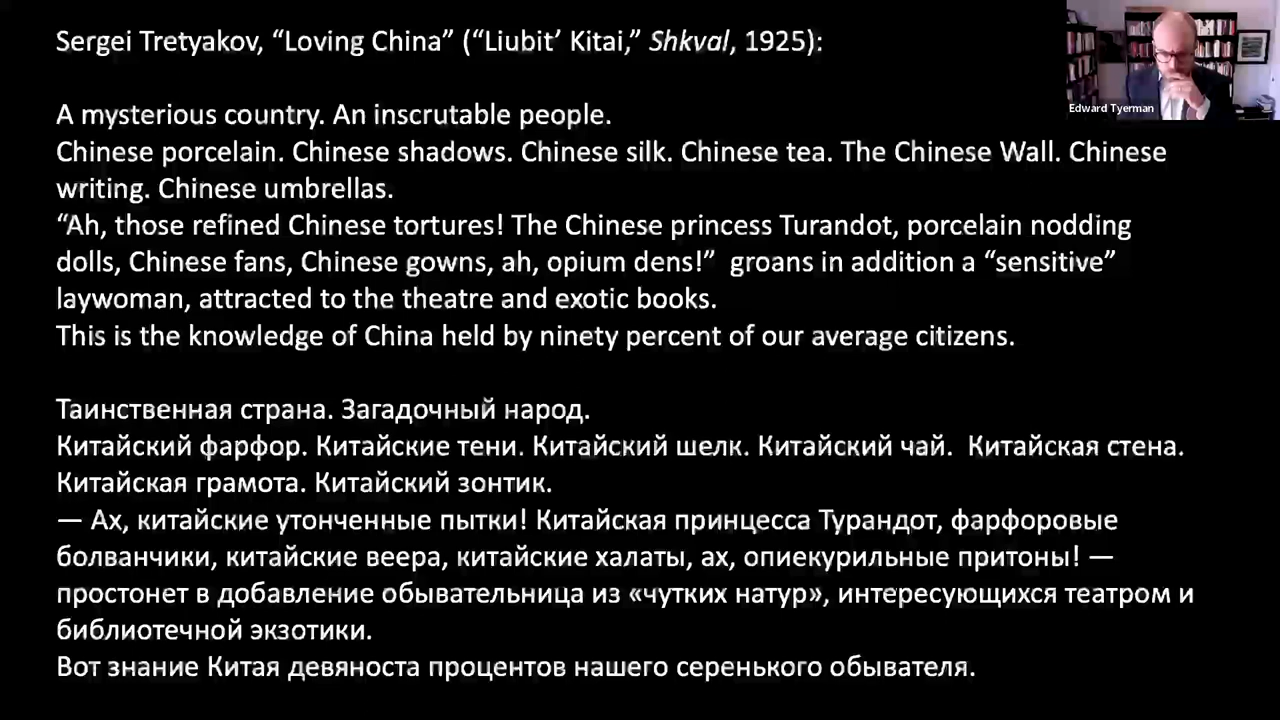 Sergei Tretyakov, “Loving China” (“Liubit’ Kitai,” Shkval, 1925):
Edward Tyerman
A mysterious country. An inscrutable people.
Chinese porcelain. Chinese shadows. Chinese silk. Chinese tea. The Chinese Wall. Chinese
writing. Chinese umbrellas.
“Ah, those refined Chinese tortures! The Chinese princess Turandot, porcelain nodding
dolls, Chinese fans, Chinese gowns, ah, opium dens!” groans in addition a “sensitive”
laywoman, attracted to the theatre and exotic books.
This is the knowledge of China held by ninety percent of our average citizens.
Таинственная страна. Загадочный народ.
Китайский фарфор. Китайские тени. Китайский шелк. Китайский чай. Китайская стена.
Китайская грамота. Китайский зонтик.
— Ах, китайские утонченные пытки! Китайская принцесса Турандот, фарфоровые
болванчики, китайские веера, китайские халаты, ах, опиекурильные притоны! —
простонет в добавление обывательница из «чутких натур», интересующихся театром и
библиотечной экзотики.
Вот знание Китая девяноста процентов нашего серенького обывателя.